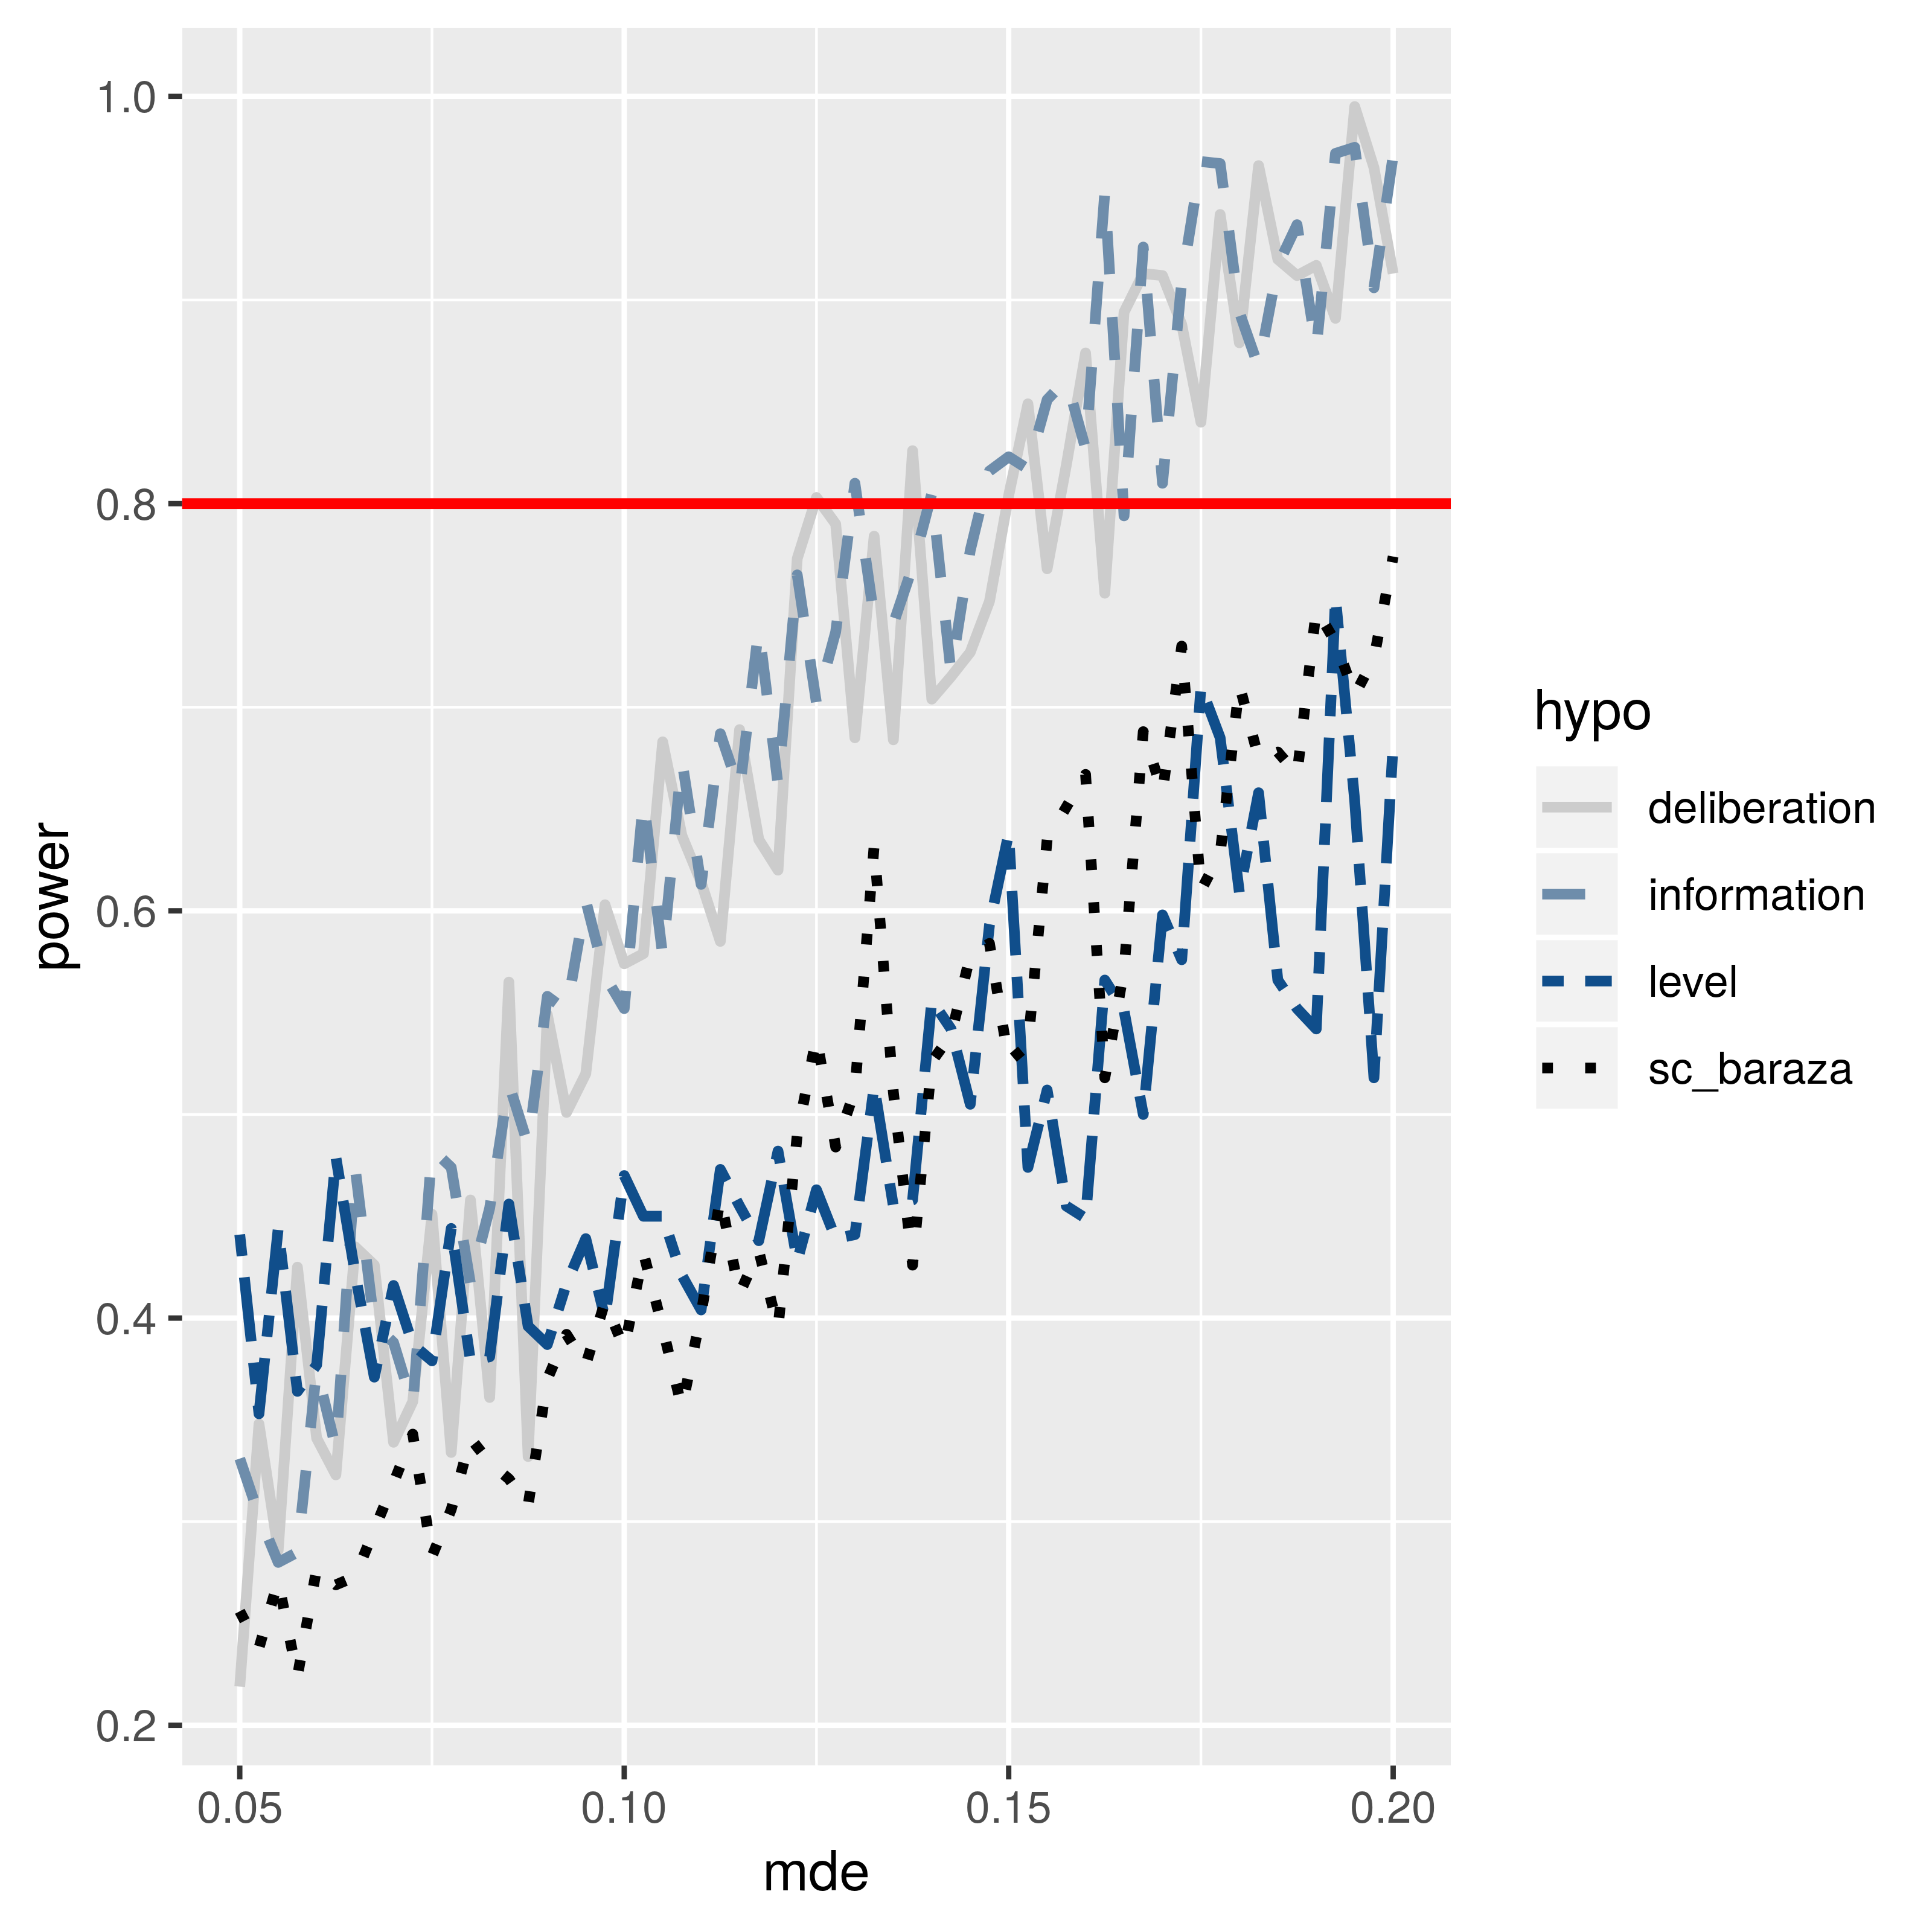 1.0
0.8
0.6
0.4
0.2
power
0.05 0.10 0.15 0.20
mde
hypo
deliberation
information
level
sc_baraza